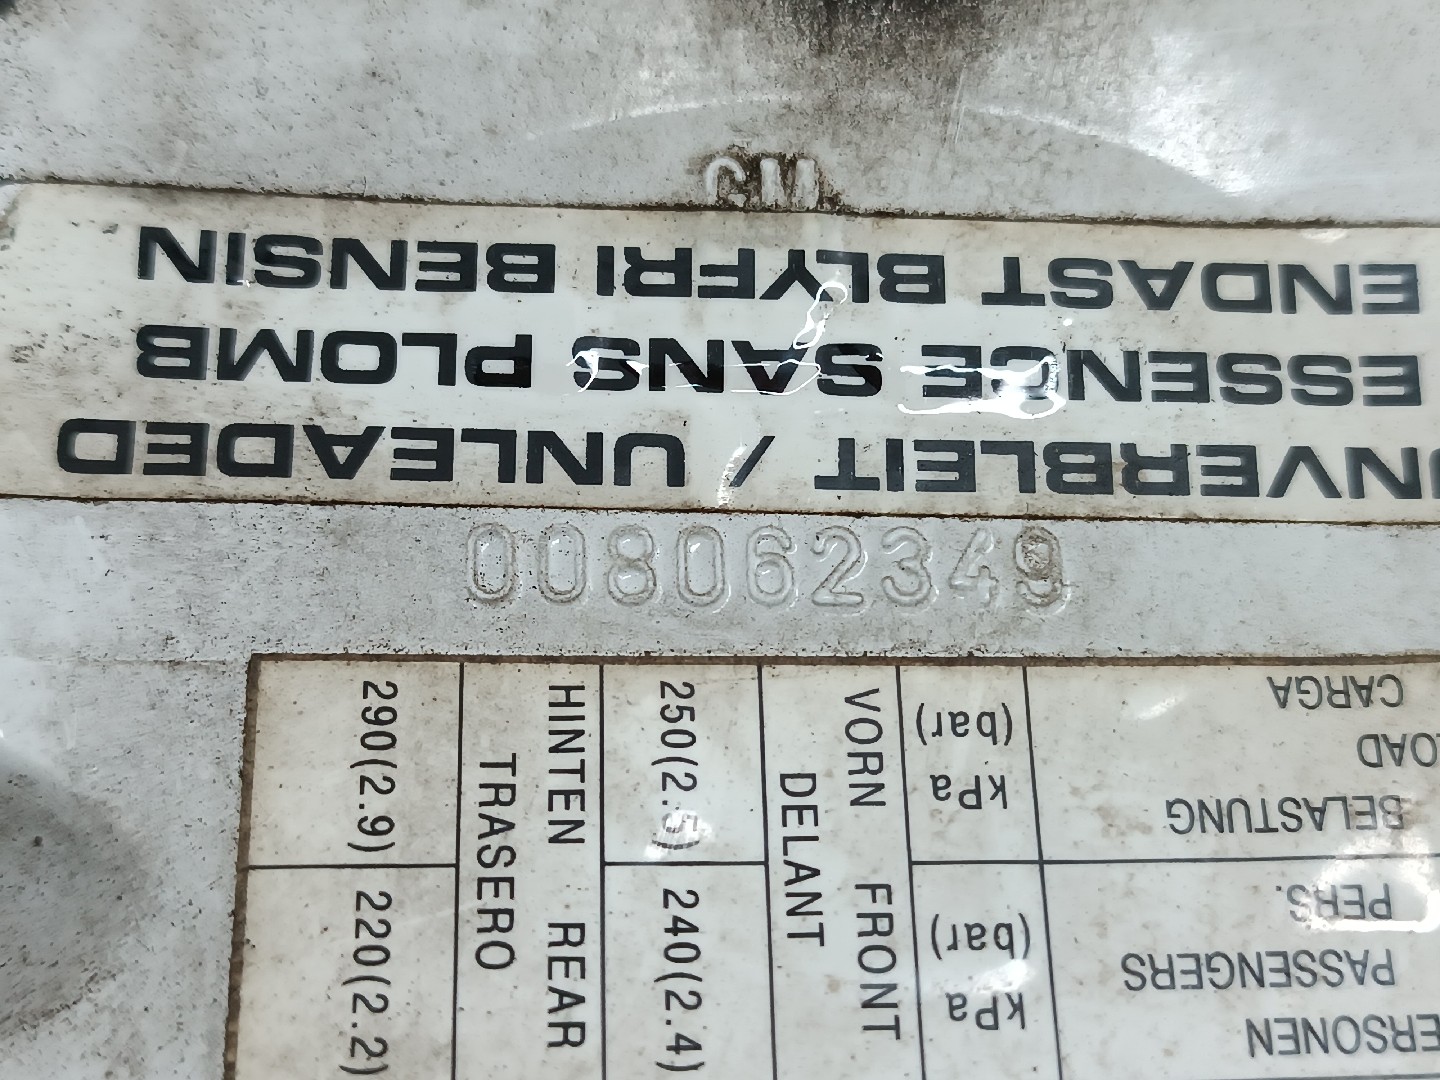 GM
UNVERBLEIT / UNLEADED
ESSENCE SANS PLOMB
ENDAST BLYFRI BENSIN
008062349
PERSONEN
PASSENGERS
PERS.
kPa
(bar)
BELASTUNG
LOAD
CARGA
kPa
(bar)
VORN FRONT
DELANT
250(2.5) 240(2.4)
HINTEN REAR
TRASERO
290(2.9) 220(2.2)